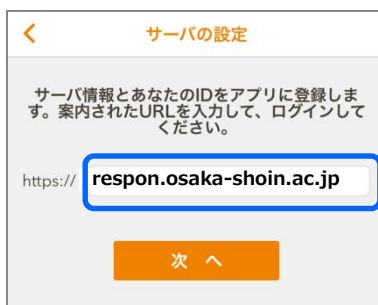 サーバの設定
サーバ情報とあなたのIDをアプリに登録しま
す。案内されたURLを入力して、ログインして
ください。
https:// respon.osaka-shoin.ac.jp
次 へ